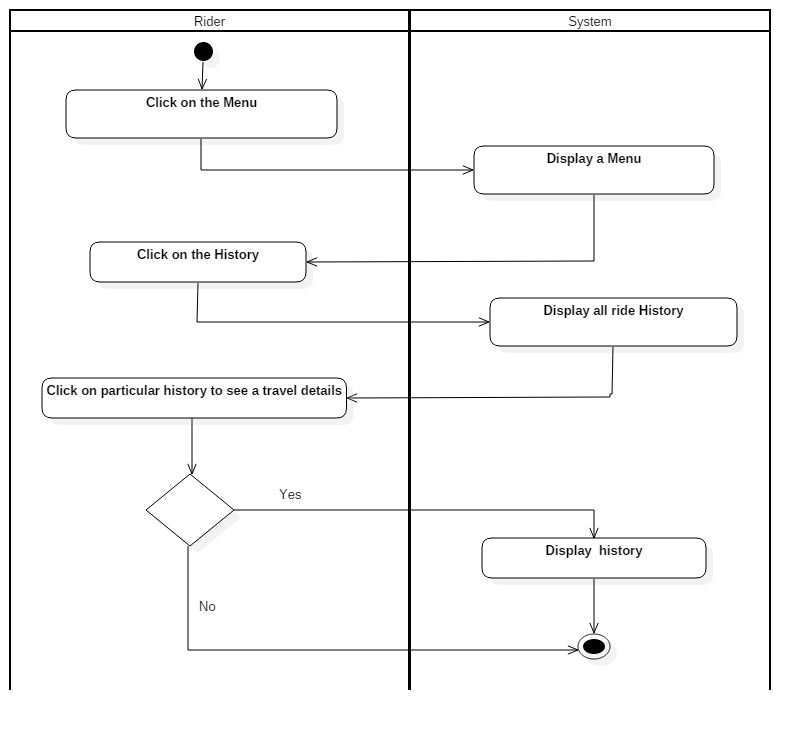 Rider
System
Click on the Menu
Display a Menu
Click on the History
Display all ride History
Click on particular history to see a travel details
Yes
Display  history
No